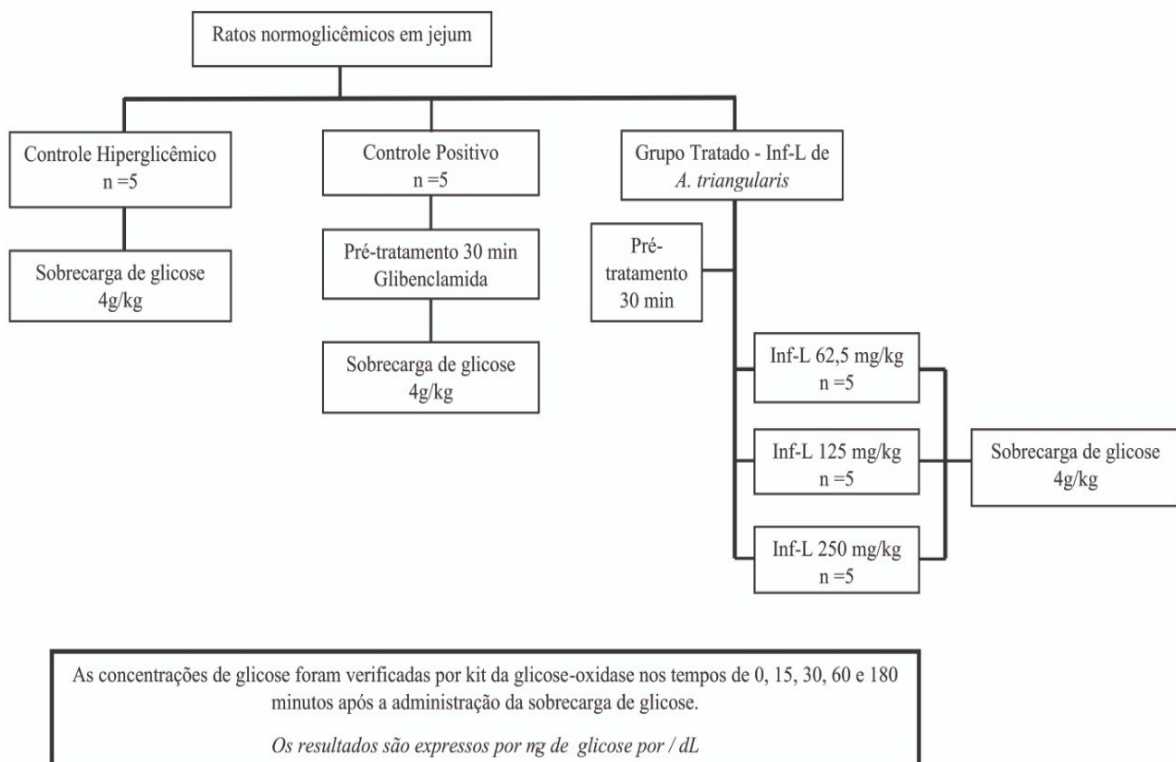 Ratos normoglicêmicos em jejum
Controle Hiperglicêmico
n =5
Sobrecarga de glicose
4g/kg
Controle Positivo
n =5
Pré-tratamento 30 min
Glibenclamida
Sobrecarga de glicose
4g/kg
Grupo Tratado - Inf-L de
A. triangularis
Pré-
tratamento
30 min
Inf-L 62,5 mg/kg
n =5
Inf-L 125 mg/kg
n =5
Inf-L 250 mg/kg
n =5
Sobrecarga de glicose
4g/kg
As concentrações de glicose foram verificadas por kit da glicose-oxidase nos tempos de 0, 15, 30, 60 e 180
minutos após a administração da sobrecarga de glicose.
Os resultados são expressos por mg de glicose por / dL